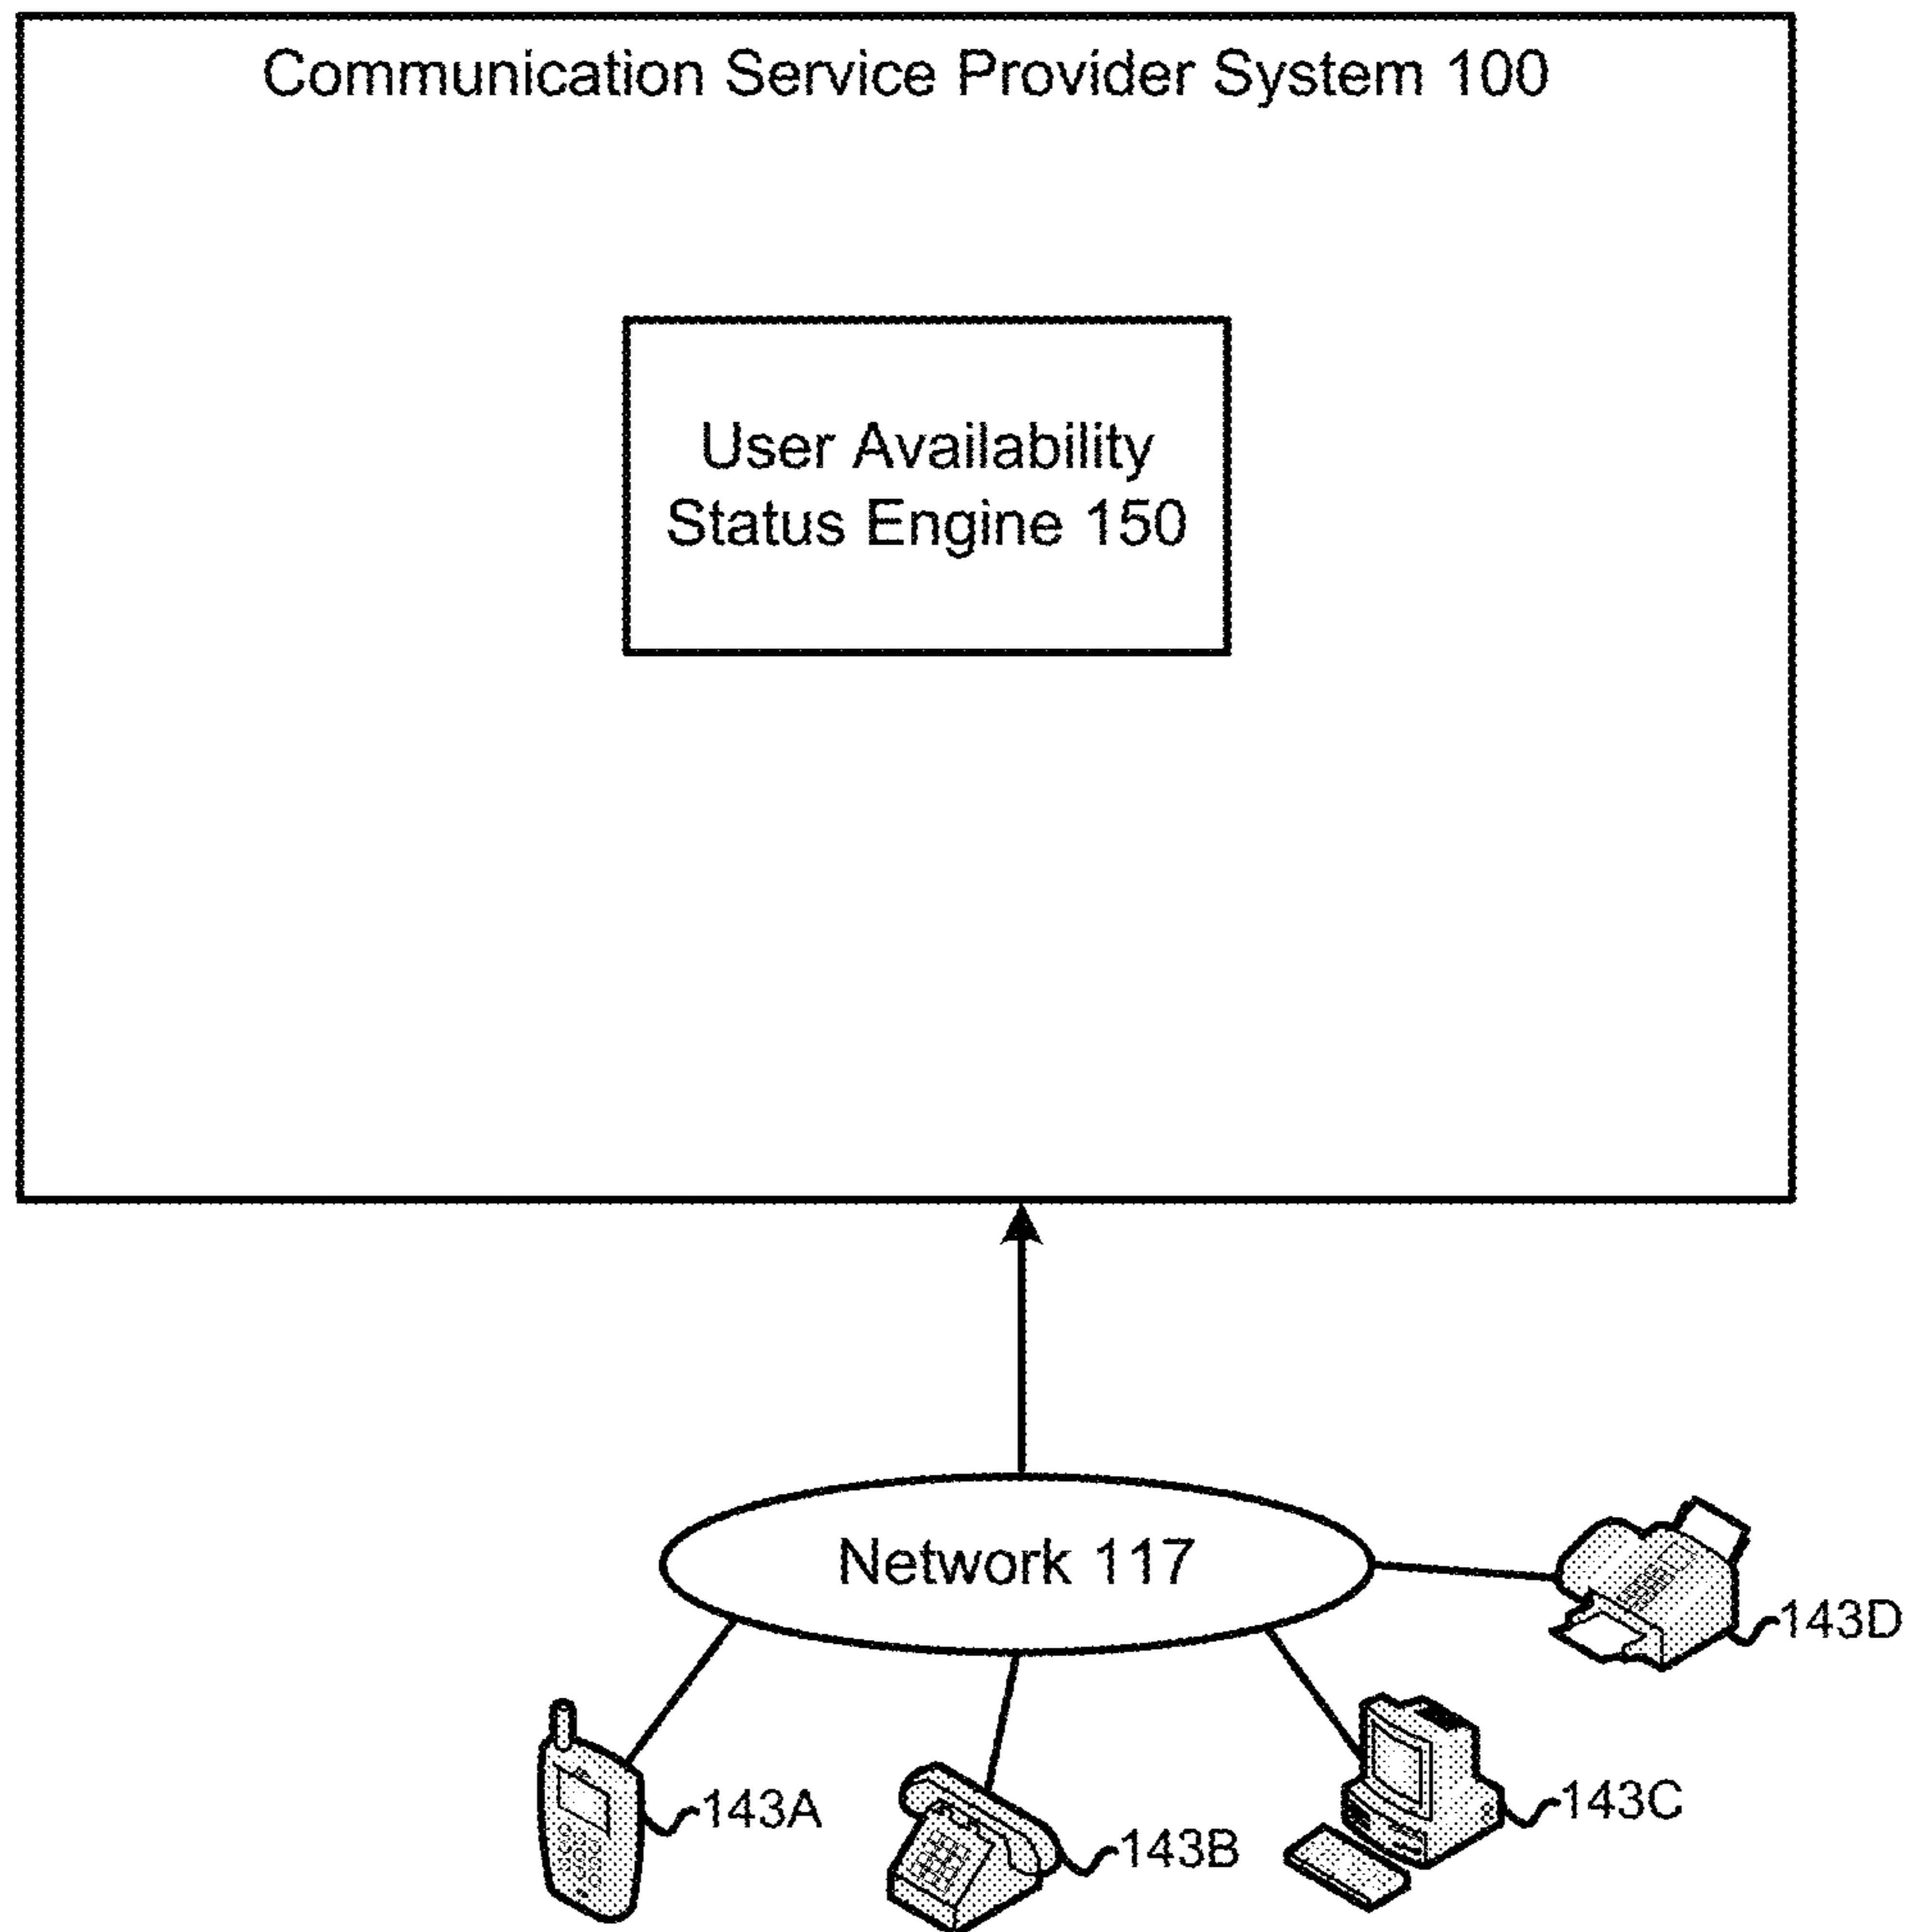 Communication Service Provider System 100
User Availability
Status Engine 150
Network 117
143D
143A
143B
143C